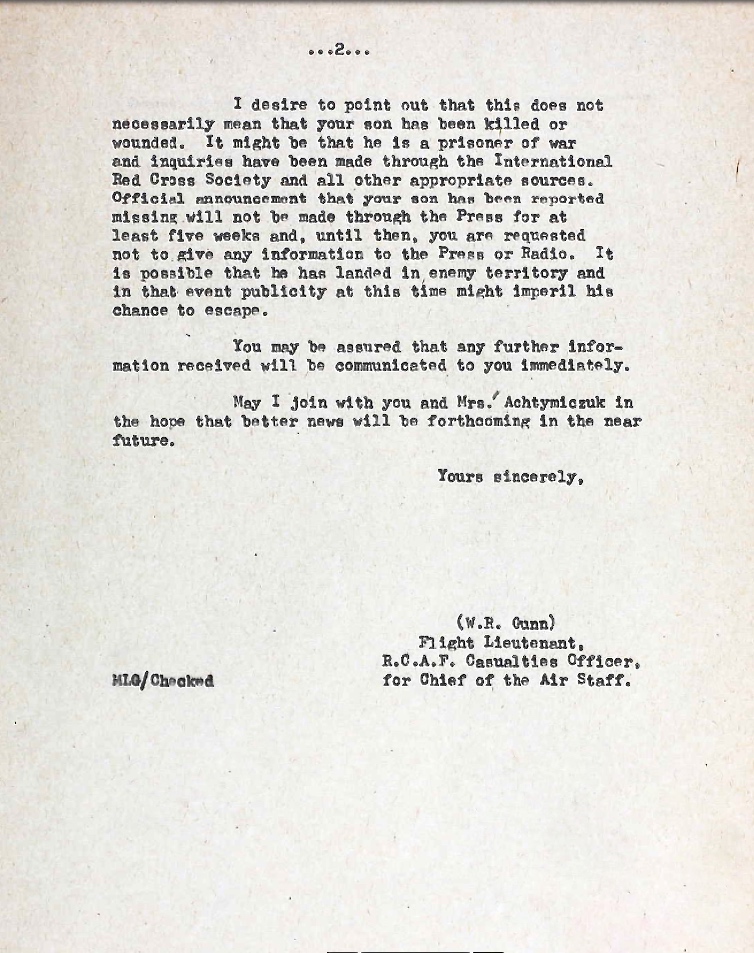 ...2...
I desire to point out that this does not
necessarily mean that your son has been killed or
wounded. It might be that he is a prisoner of war
and inquiries have been made through the International
Red Cross Society and all other appropriate sources.
Official announcement that your son has been reported
missing will not be made through the Press for at
least five weeks and, until then, you are requested
not to give any information to the Press or Radio. It
is possible that he has landed in enemy territory and
in that event publicity at this time might imperil his
chance to escape.
You may be assured that any further infor-
mation received will be communicated to you immediately.
May I join with you and Mrs. Achtymiczuk in
the hope that better news will be forthcoming in the near
future.
Yours sincerely,
(W.R. Gunn)
Flight Lieutenant,
R.C.A.F. Casualties Officer,
MLG/Checked for Chief of the Air Staff.